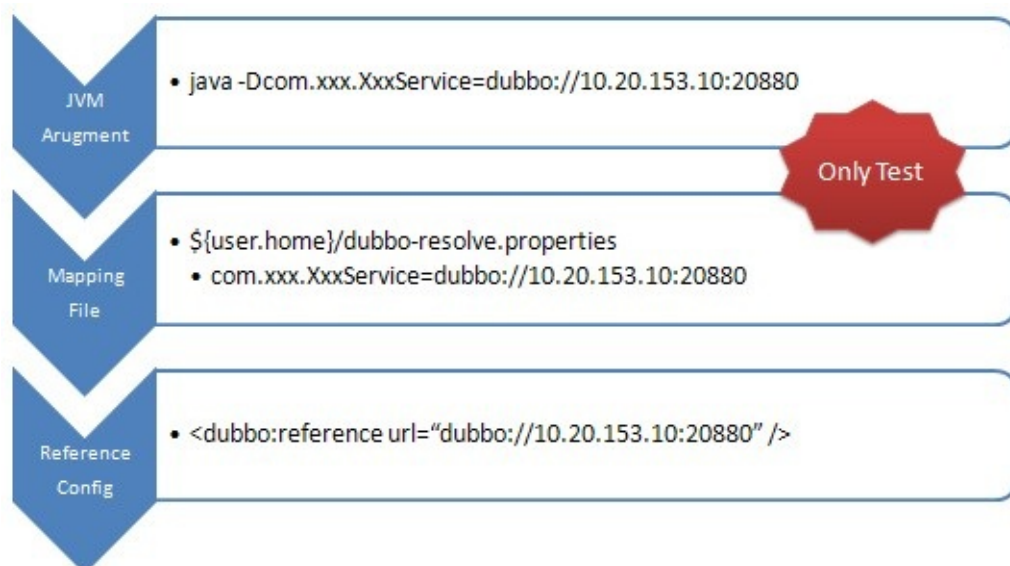 JVM
Arugment
• java -Dcom.xxx.XxxService=dubbo://10.20.153.10:20880
Only Test
Mapping
File
• ${user.home}/dubbo-resolve.properties
• com.xxx.XxxService=dubbo://10.20.153.10:20880
Reference
Config
• <dubbo:reference url=“dubbo://10.20.153.10:20880” />